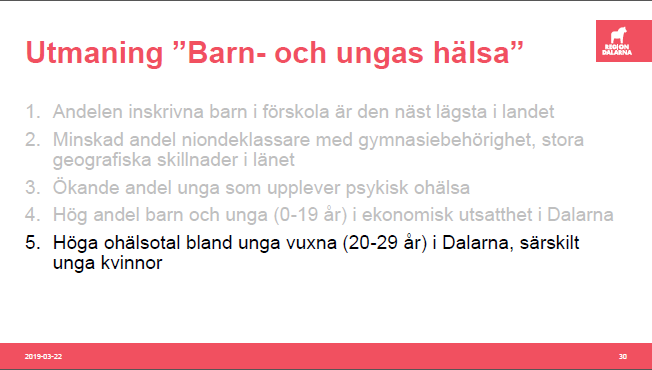 Utmaning ”Barn- och ungas hälsa”
REGION
DALARNA
1. Andelen inskrivna barn i förskola är den näst lägsta i landet
2. Minskad andel niondeklassare med gymnasiebehörighet, stora
geografiska skillnader i länet
3. Ökande andel unga som upplever psykisk ohälsa
4. Hög andel barn och unga (0-19 år) i ekonomisk utsatthet i Dalarna
5. Höga ohälsotal bland unga vuxna (20-29 år) i Dalarna, särskilt
unga kvinnor
2019-03-22
30